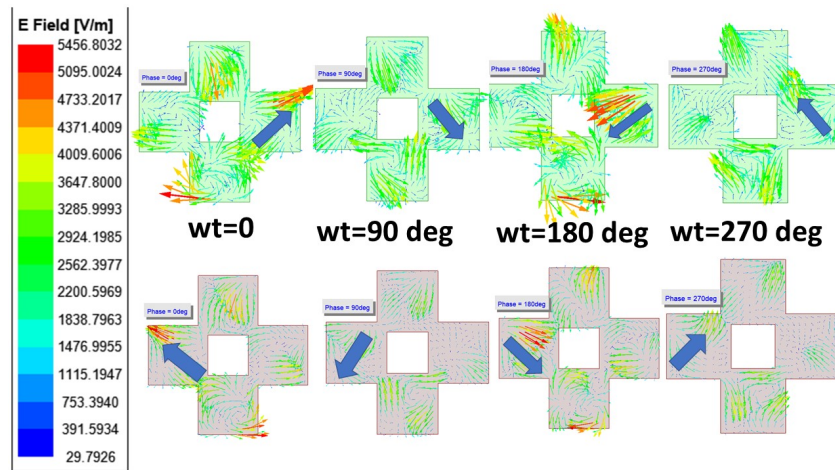 E Field [V/m]
5456.8032
5095.0024
4733.2017
4371.4009
4009.6006
3647.8000
3285.9993
2924.1985
2562.3977
2200.5969
1838.7963
1476.9955
1115.1947
753.3940
391.5934
29.7926
Phase = 0deg
Phase = 90deg
Phase = 180deg
Phase = 270deg
wt=0
wt=90 deg
wt=180 deg
wt=270 deg
Phase = 0deg
Phase = 90deg
Phase = 180deg
Phase = 270deg